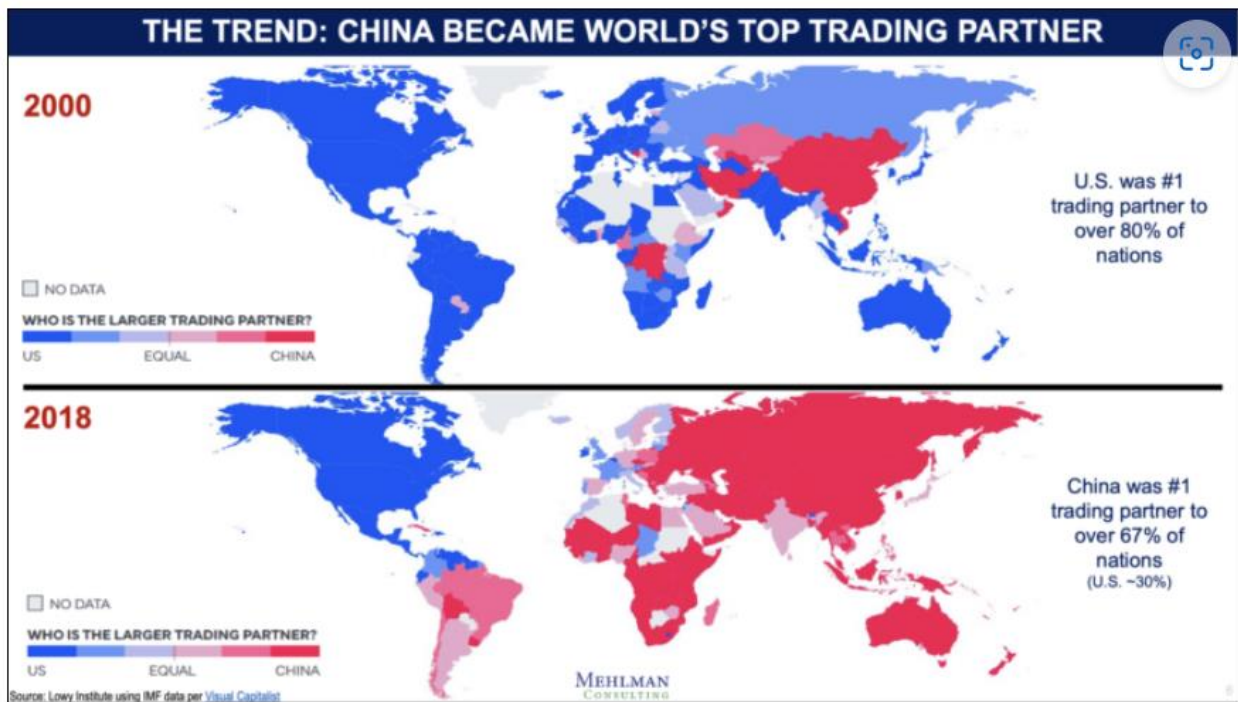 THE TREND: CHINA BECAME WORLD'S TOP TRADING PARTNER
2000
U.S. was #1
trading partner to
over 80% of
nations
NO DATA
WHO IS THE LARGER TRADING PARTNER?
US EQUAL CHINA
2018
China was #1
trading partner to
over 67% of
nations
(U.S. ~30%)
NO DATA
WHO IS THE LARGER TRADING PARTNER?
US EQUAL CHINA
MEHLMAN
CONSULTING
Source: Lowy Institute using IMF data per Visual Capitalist